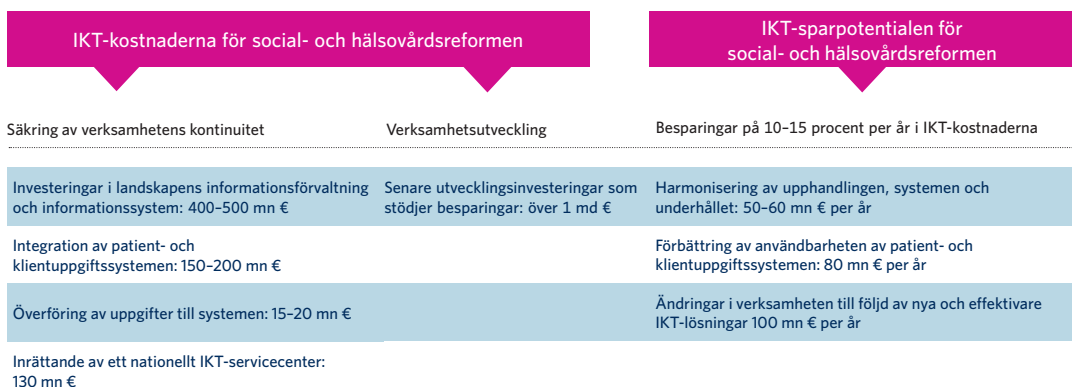 IKT-kostnaderna för social- och hälsovårdsreformen
IKT-sparpotentialen för
social- och hälsovårdsreformen
Säkring av verksamhetens kontinuitet
Verksamhetsutveckling
Besparingar på 10–15 procent per år i IKT-kostnaderna
Investeringar i landskapens informationsförvaltning
och informationssystem: 400–500 mn €
Senare utvecklingsinvesteringar som
stödjer besparingar: över 1 md €
Harmonisering av upphandlingen, systemen och
underhållet: 50–60 mn € per år
Integration av patient- och
klientuppgiftssystemen: 150–200 mn €
Förbättring av användbarheten av patient- och
klientuppgiftssystemen: 80 mn € per år
Överföring av uppgifter till systemen: 15–20 mn €
Ändringar i verksamheten till följd av nya och effektivare
IKT-lösningar 100 mn € per år
Inrättande av ett nationellt IKT-servicecenter:
130 mn €